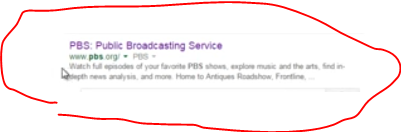 PBS: Public Broadcasting Service
www.pbs.org/ ▾ PBS ▾
Watch full episodes of your favorite PBS shows, explore music and the arts, find in-
depth news analysis, and more. Home to Antiques Roadshow, Frontline, ...